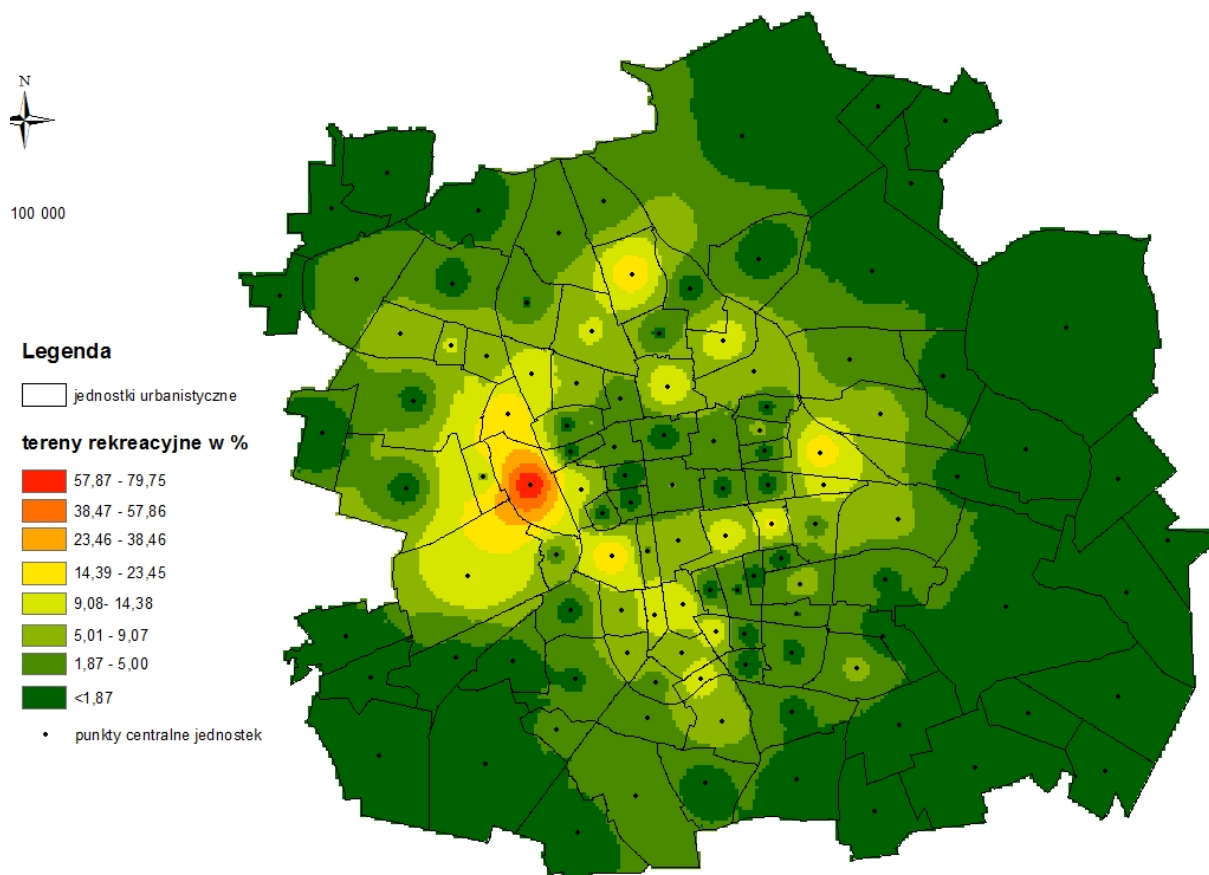 N
100 000
Legenda
jednostki urbanistyczne
tereny rekreacyjne w %
57,87 - 79,75
38,47 - 57,86
23,46 - 38,46
14,39 - 23,45
9,08- 14,38
5,01 - 9,07
1,87 - 5,00
<1,87
punkty centralne jednostek